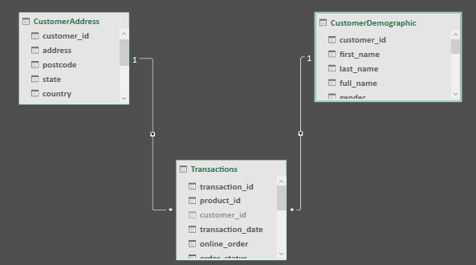 CustomerAddress
customer_id
address
postcode
state
country
1
CustomerDemographic
customer_id
first_name
last_name
full_name
gender
1
Transactions
transaction_id
product_id
customer_id
transaction_date
online_order
order_status